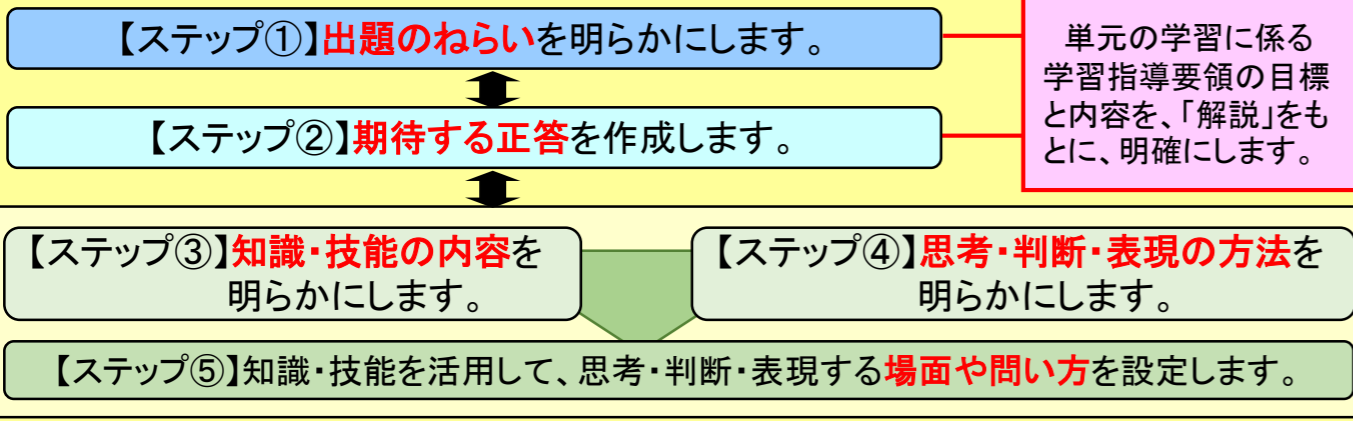 【ステップ①】出題のねらいを明らかにします。
【ステップ②】期待する正答を作成します。
単元の学習に係る
学習指導要領の目標
と内容を、「解説」をも
とに、明確にします。
【ステップ③】知識・技能の内容を
明らかにします。
【ステップ④】思考・判断・表現の方法を
明らかにします。
【ステップ⑤】知識・技能を活用して、思考・判断・表現する場面や問い方を設定します。